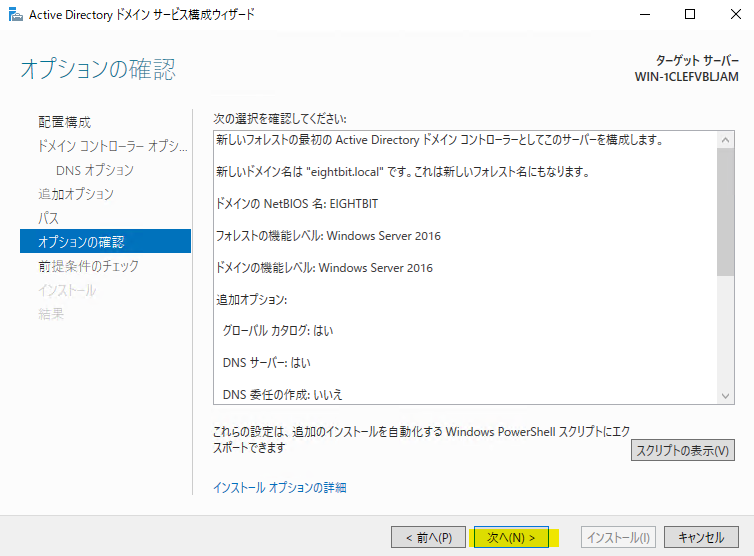 Active Directory ドメイン サービス構成ウィザード
オプションの確認
ターゲット サーバー
WIN-1CLEFVBLJAM
配置構成
ドメイン コントローラー オプシ...
DNS オプション
追加オプション
パス
オプションの確認
前提条件のチェック
インストール
結果
次の選択を確認してください:
新しいフォレストの最初の Active Directory ドメイン コントローラーとしてこのサーバーを構成します。
新しいドメイン名は "eightbit.local" です。これは新しいフォレスト名にもなります。
ドメインの NetBIOS 名: EIGHTBIT
フォレストの機能レベル: Windows Server 2016
ドメインの機能レベル: Windows Server 2016
追加オプション:
グローバル カタログ: はい
DNS サーバー: はい
DNS 委任の作成: いいえ
これらの設定は、追加のインストールを自動化する Windows PowerShell スクリプトにエク
スポートできます
スクリプトの表示(V)
インストール オプションの詳細
< 前へ(P)
次へ(N) >
インストール(I)
キャンセル